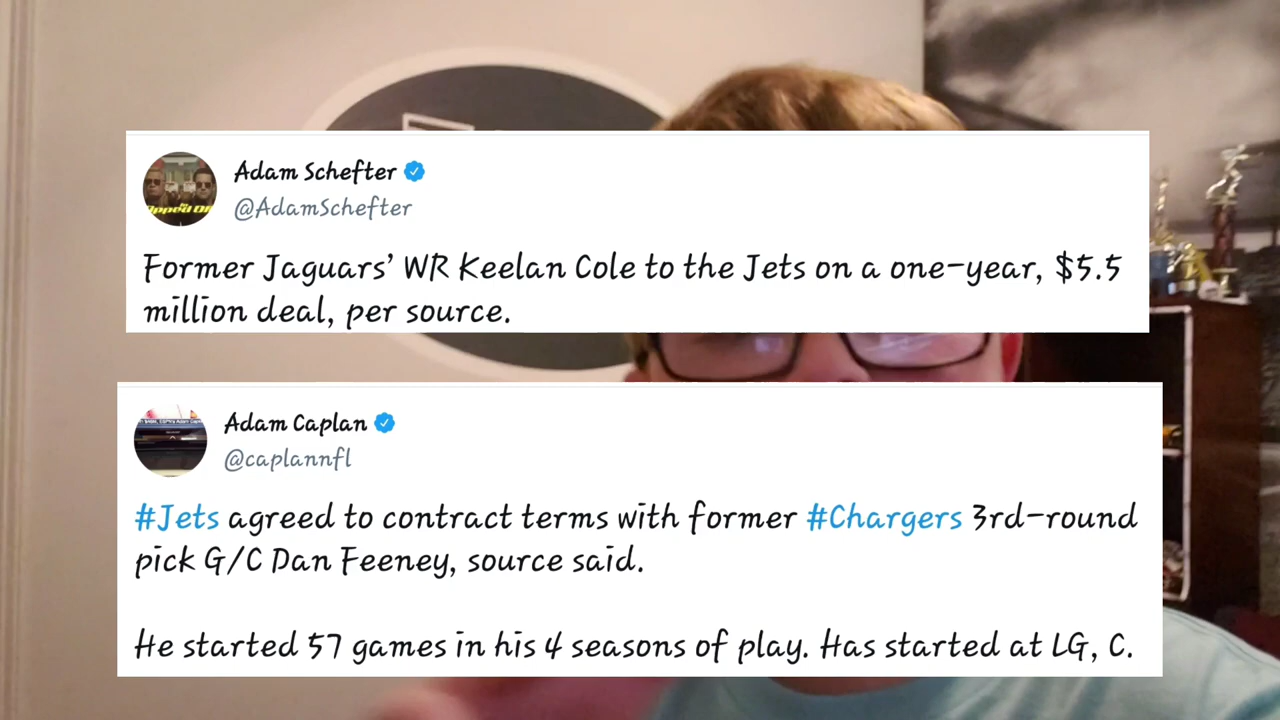 Adam Schefter
@AdamSchefter
Former Jaguars' WR Keelan Cole to the Jets on a one-year, $5.5
million deal, per source.
Adam Caplan
@caplannfl
#Jets agreed to contract terms with former #Chargers 3rd-round
pick G/C Dan Feeney, source said.
He started 57 games in his 4 seasons of play. Has started at LG, C.